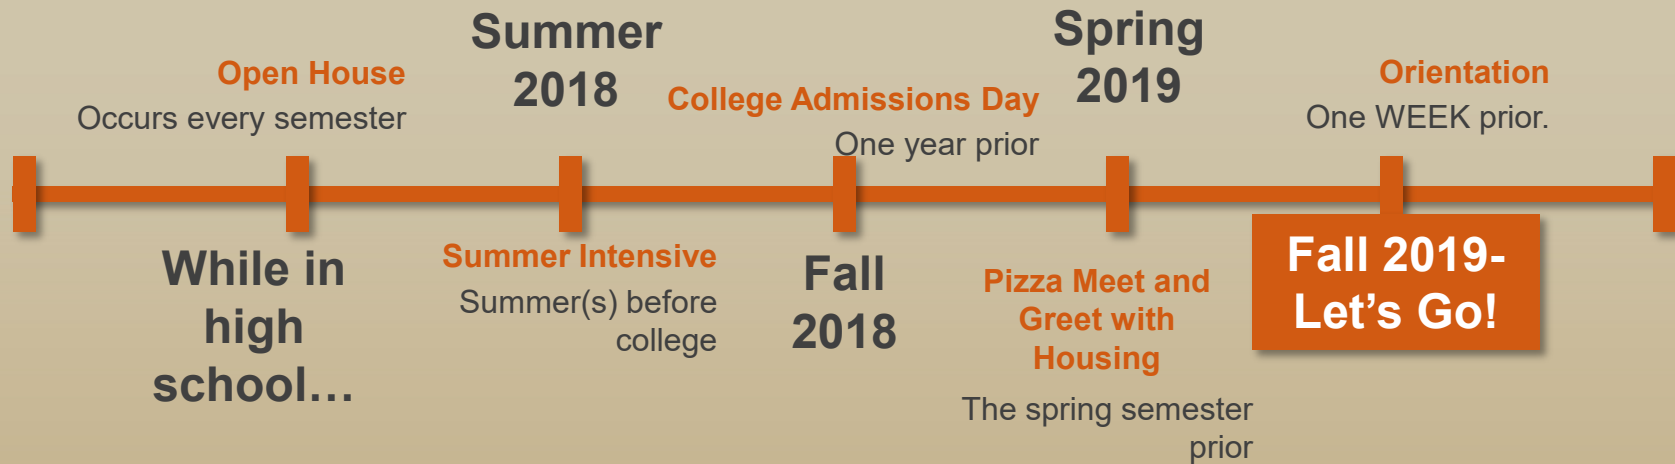 Open House
Occurs every semester
While in
high
school…
Summer
2018
Summer Intensive
Summer(s) before
college
College Admissions Day
One year prior
Fall
2018
Spring
2019
Pizza Meet and
Greet with
Housing
The spring semester
prior
Orientation
One WEEK prior.
Fall 2019-
Let’s Go!